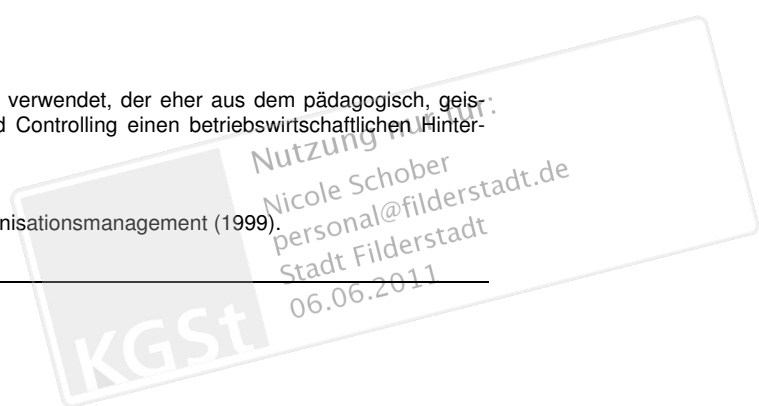 verwendet, der eher aus dem pädagogisch, geis-
d Controlling einen betriebswirtschaftlichen Hinter-
nisationsmanagement (1999).
Nutzung nur für:
Nicole Schober
personal@filderstadt.de
Stadt Filderstadt
06.06.2011
KGSt